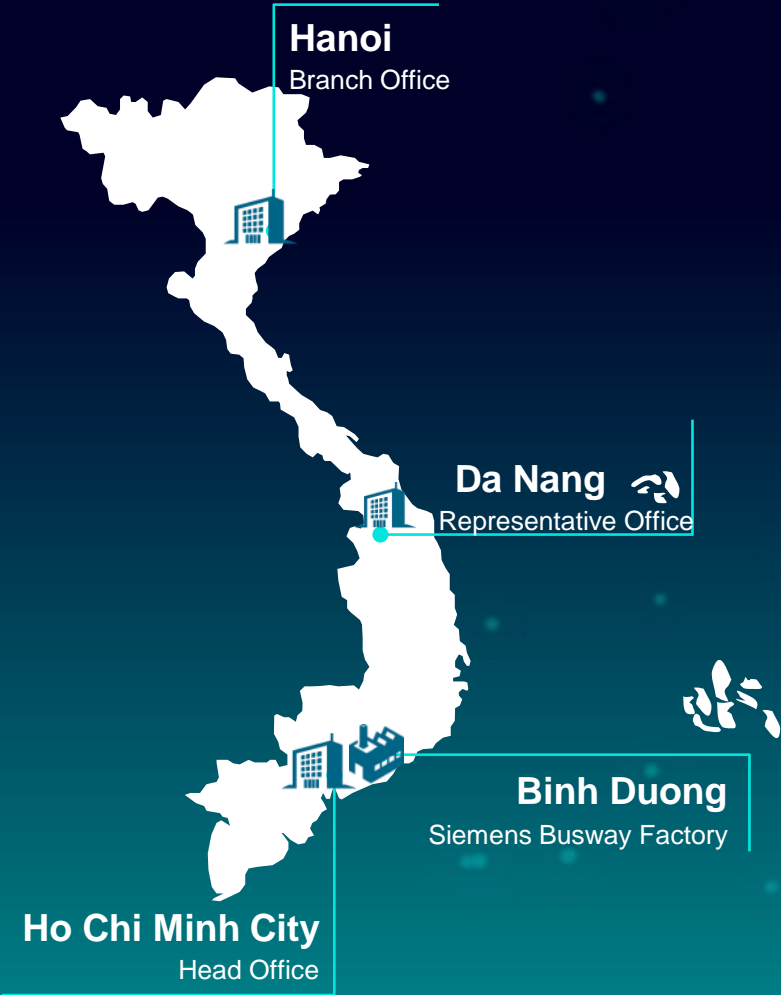 Hanoi
Branch Office
Da Nang
Representative Office
Binh Duong
Siemens Busway Factory
Ho Chi Minh City
Head Office